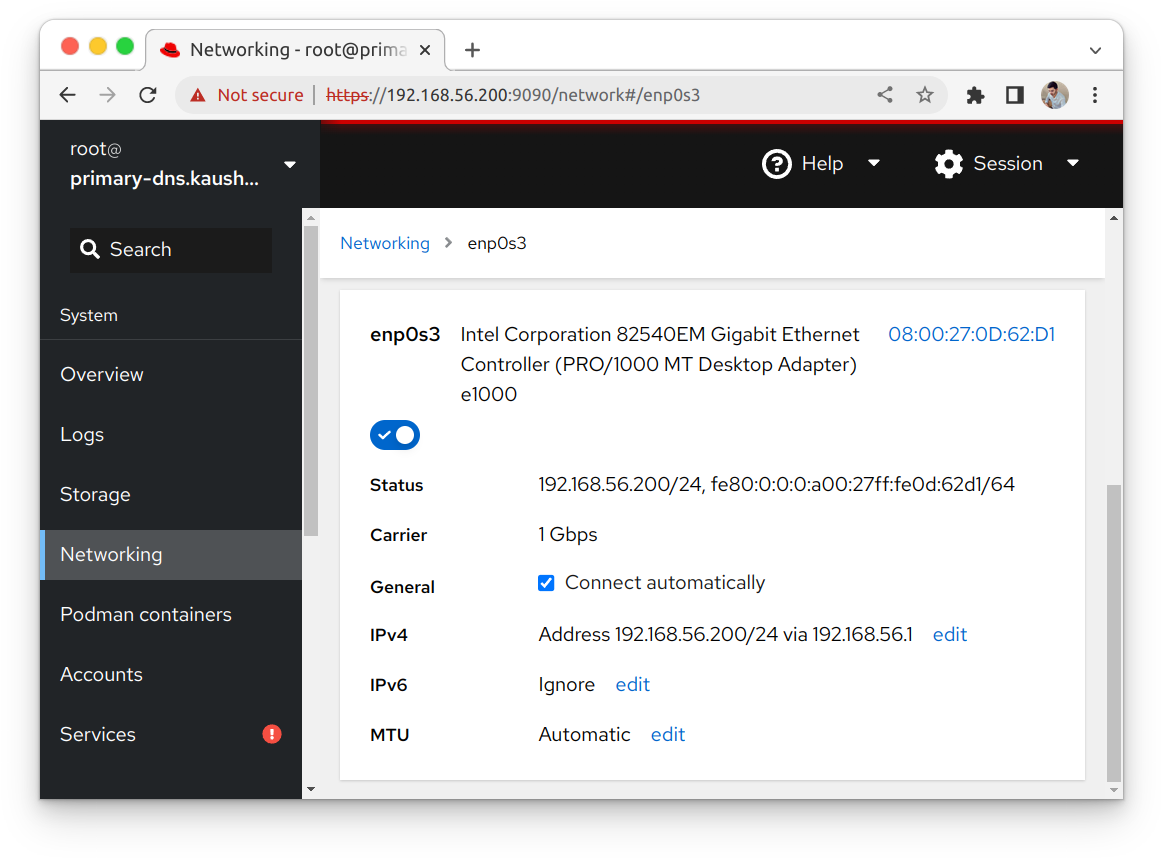 Networking - root@prima
Not secure | https://192.168.56.200:9090/network#/enp0s3
root@
primary-dns.kaush...
Help
Session
Search
Networking > enp0s3
System
Overview
Logs
Storage
Networking
Podman containers
Accounts
Services
enp0s3 Intel Corporation 82540EM Gigabit Ethernet 08:00:27:0D:62:D1
Controller (PRO/1000 MT Desktop Adapter)
e1000
Status 192.168.56.200/24, fe80:0:0:0:a00:27ff:fe0d:62d1/64
Carrier 1 Gbps
General Connect automatically
IPv4 Address 192.168.56.200/24 via 192.168.56.1 edit
IPv6 Ignore edit
MTU Automatic edit